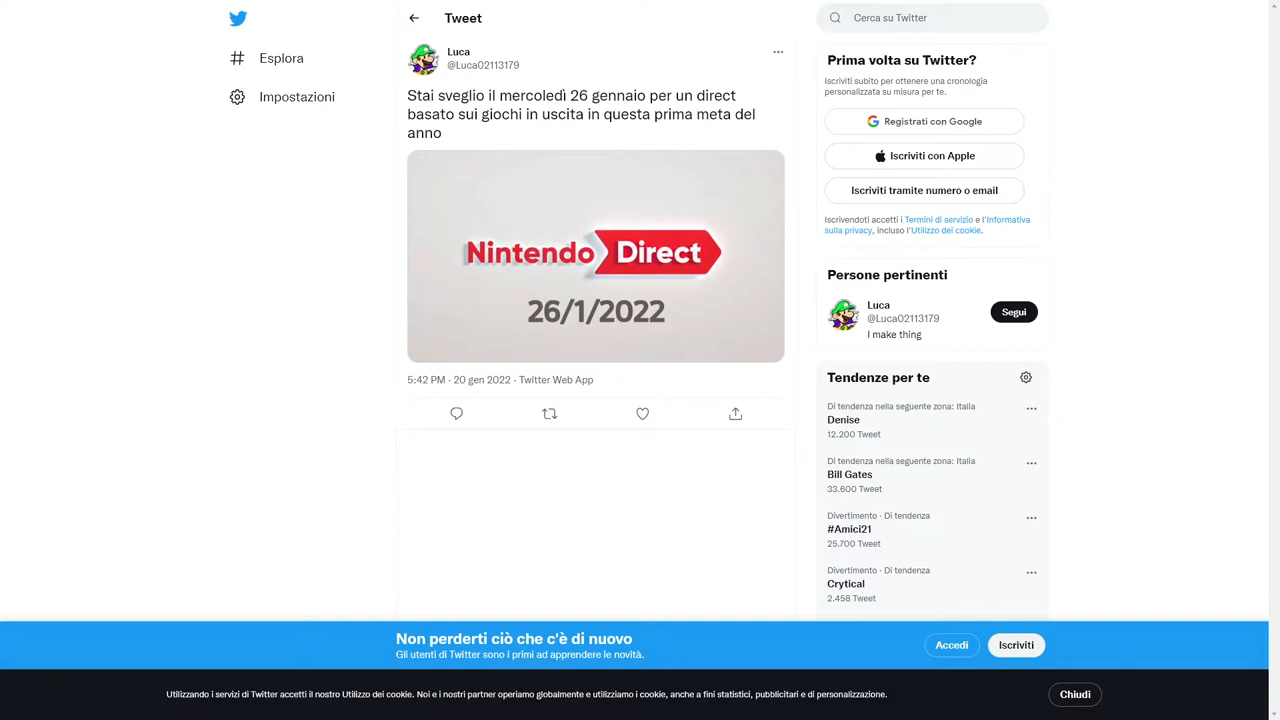 Tweet
Cerca su Twitter
Esplora
Impostazioni
Luca
@Luca02113179
Stai sveglio il mercoledì 26 gennaio per un direct
basato sui giochi in uscita in questa prima meta del
anno
Nintendo Direct
26/1/2022
5:42 PM · 20 gen 2022 · Twitter Web App
Prima volta su Twitter?
Iscriviti subito per ottenere una cronologia
personalizzata su misura per te.
Registrati con Google
Iscriviti con Apple
Iscriviti tramite numero o email
Iscrivendoti accetti i Termini di servizio e l'Informativa
sulla privacy, incluso l'Utilizzo dei cookie.
Persone pertinenti
Luca
@Luca02113179
Segui
I make thing
Tendenze per te
Di tendenza nella seguente zona: Italia
Denise
12.200 Tweet
Di tendenza nella seguente zona: Italia
Bill Gates
33.600 Tweet
Divertimento · Di tendenza
#Amici21
25.700 Tweet
Divertimento · Di tendenza
Crytical
2.458 Tweet
Non perderti ciò che c'è di nuovo
Gli utenti di Twitter sono i primi ad apprendere le novità.
Accedi
Iscriviti
Utilizzando i servizi di Twitter accetti il nostro Utilizzo dei cookie. Noi e i nostri partner operiamo globalmente e utilizziamo i cookie, anche a fini statistici, pubblicitari e di personalizzazione.
Chiudi